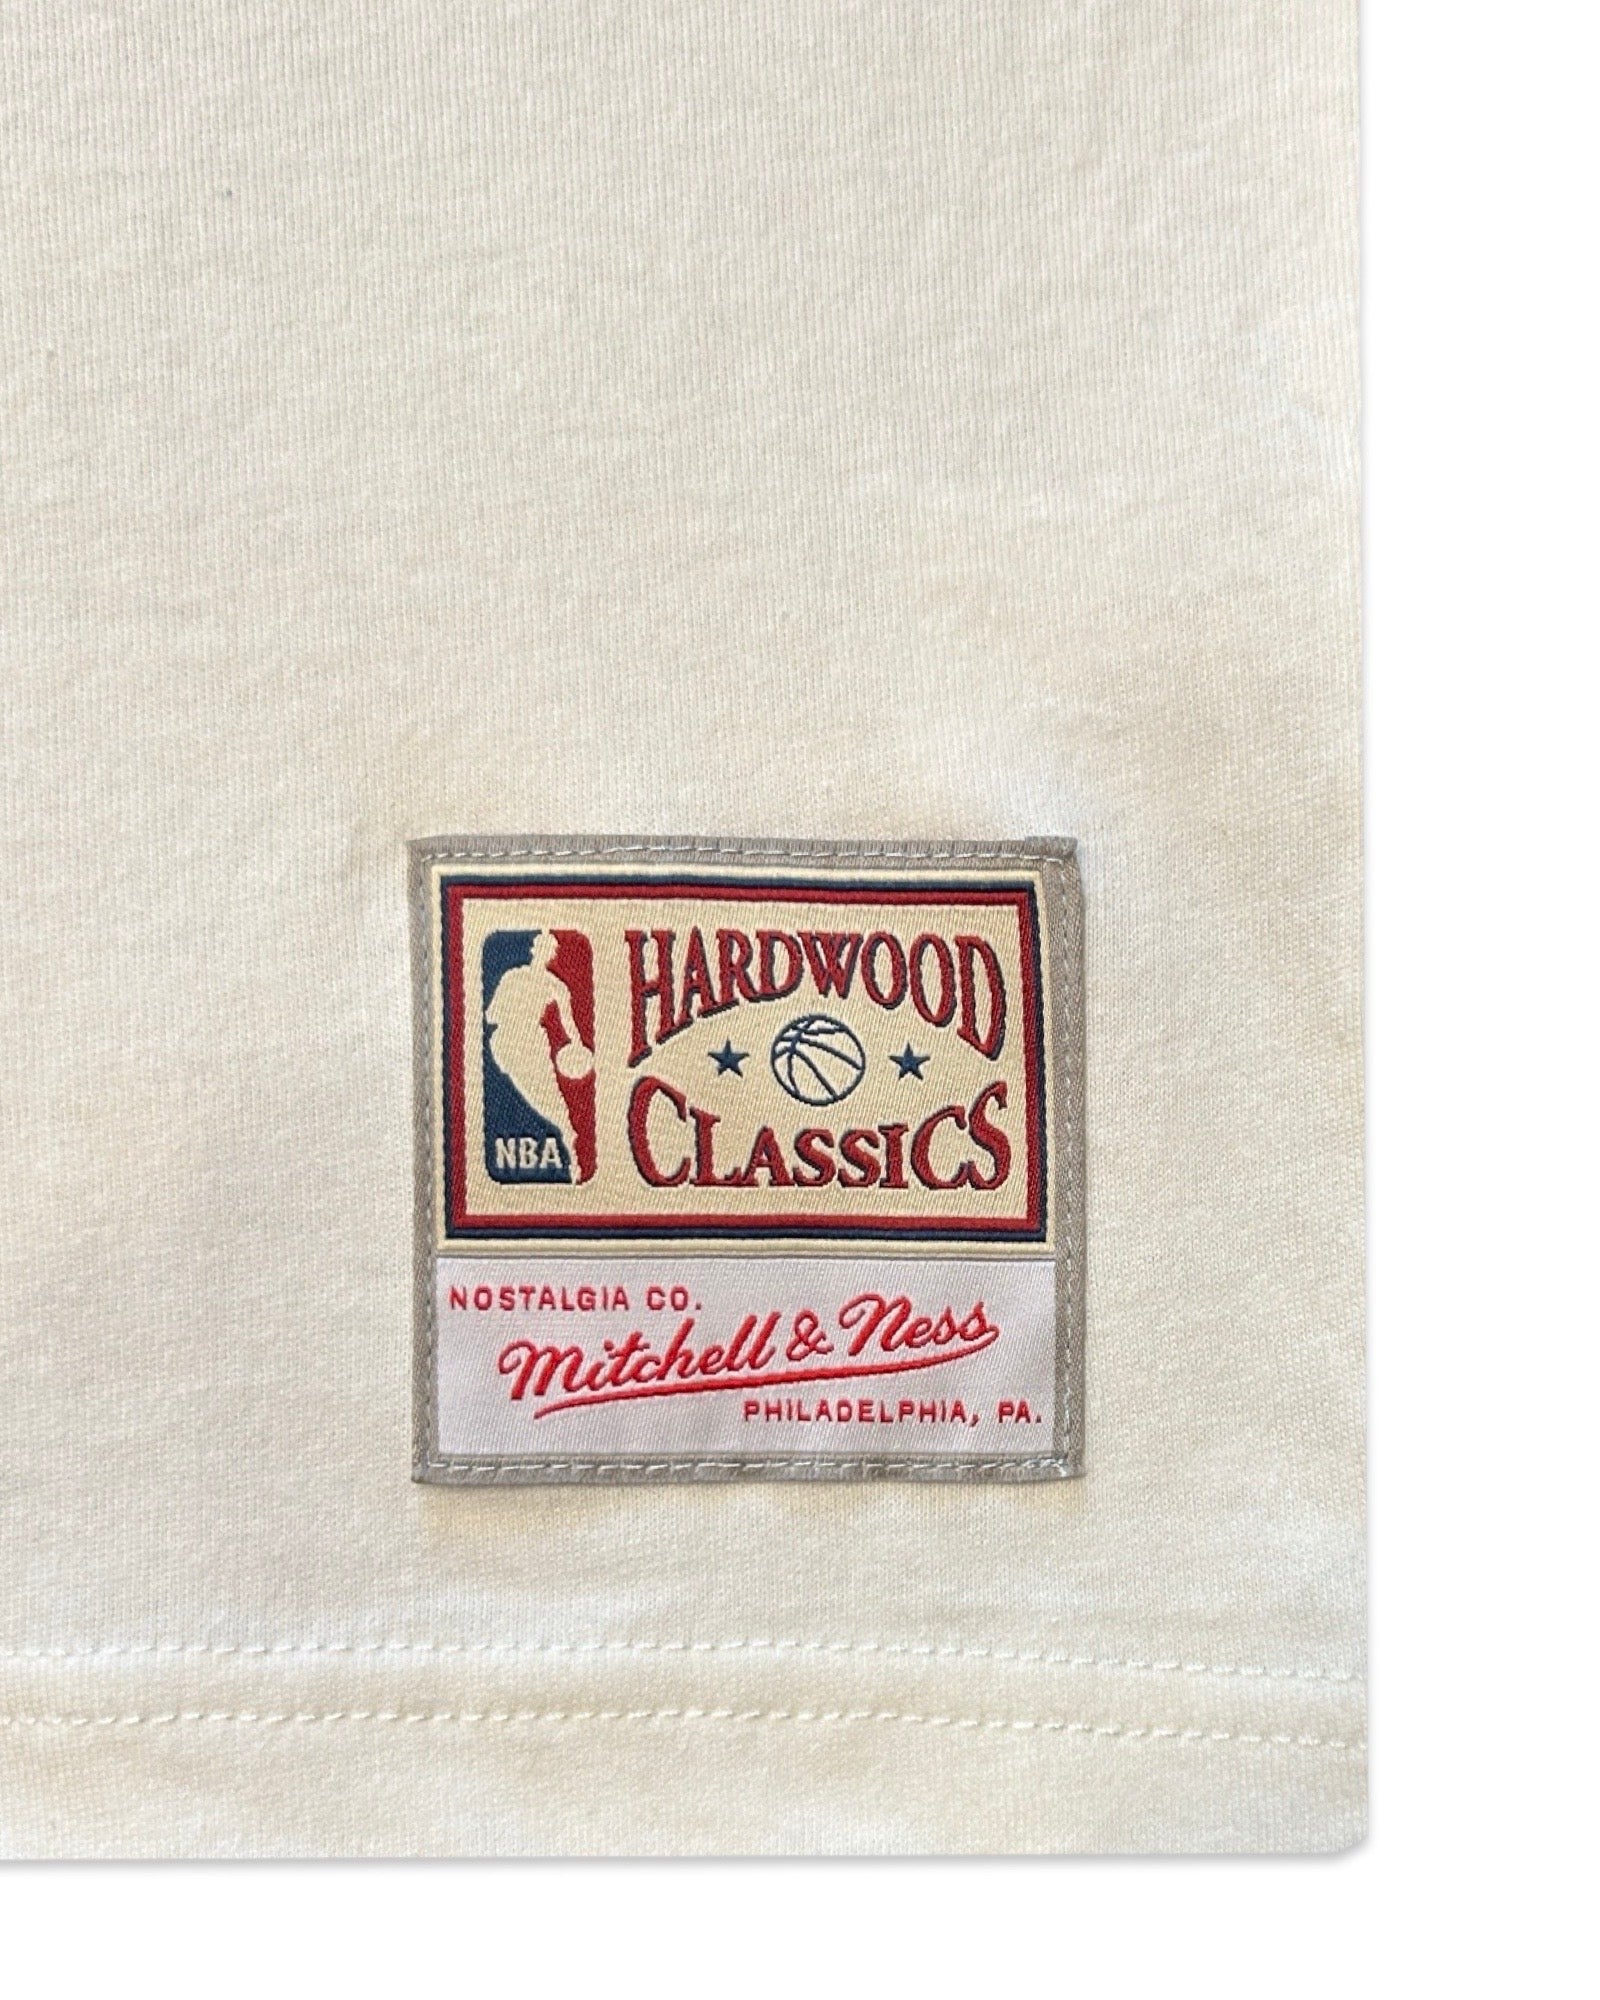 HARDWOOD
CLASSICS
NBA
NOSTALGIA CO.
Mitchell & Ness
PHILADELPHIA, PA.